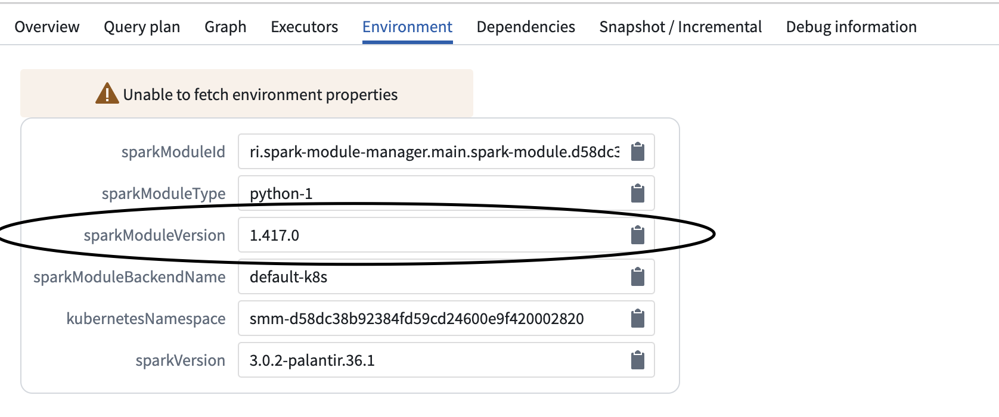 Overview Query plan Graph Executors Environment Dependencies Snapshot / Incremental Debug information
Unable to fetch environment properties
sparkModuleId ri.spark-module-manager.main.spark-module.d58dc3
sparkModuleType python-1
sparkModuleVersion 1.417.0
sparkModuleBackendName default-k8s
kubernetesNamespace smm-d58dc38b92384fd59cd24600e9f420002820
sparkVersion 3.0.2-palantir.36.1